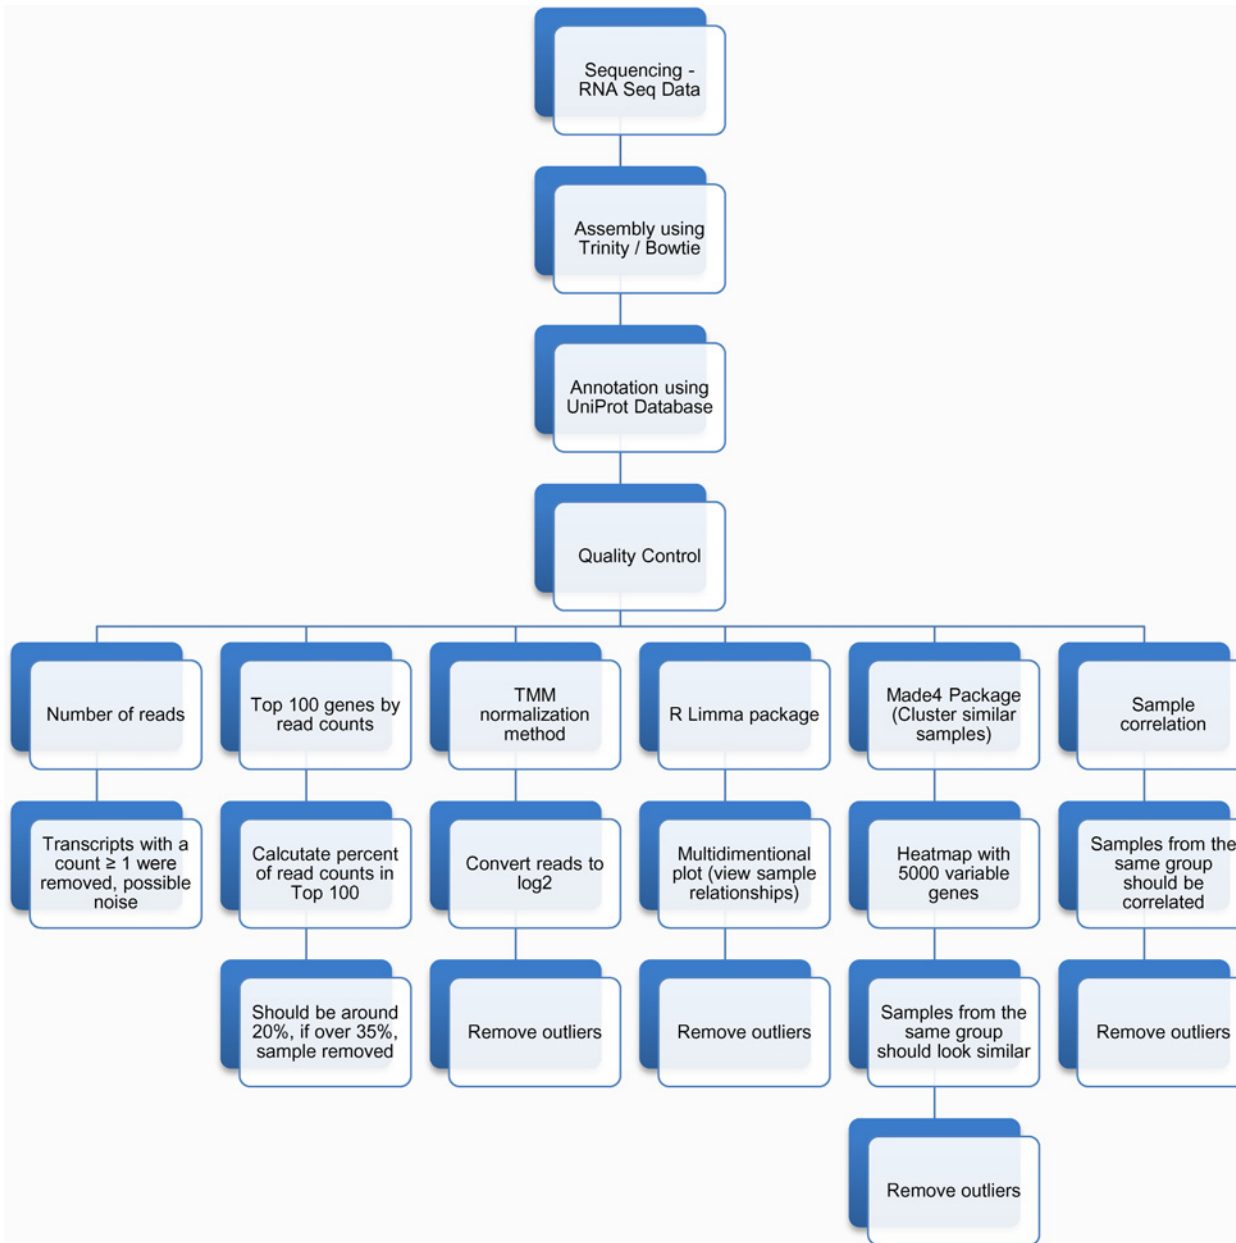 Sequencing -
RNA Seq Data
Assembly using
Trinity / Bowtie
Annotation using
UniProt Database
Quality Control
Number of reads
Top 100 genes by
read counts
TMM
normalization
method
R Limma package
Made4 Package
(Cluster similar
samples)
Sample
correlation
Transcripts with a
count ≥ 1 were
removed, possible
noise
Calcutate percent
of read counts in
Top 100
Convert reads to
log2
Multidimentional
plot (view sample
relationships)
Heatmap with
5000 variable
genes
Samples from the
same group
should be
correlated
Should be around
20%, if over 35%,
sample removed
Remove outliers
Remove outliers
Samples from the
same group
should look similar
Remove outliers
Remove outliers